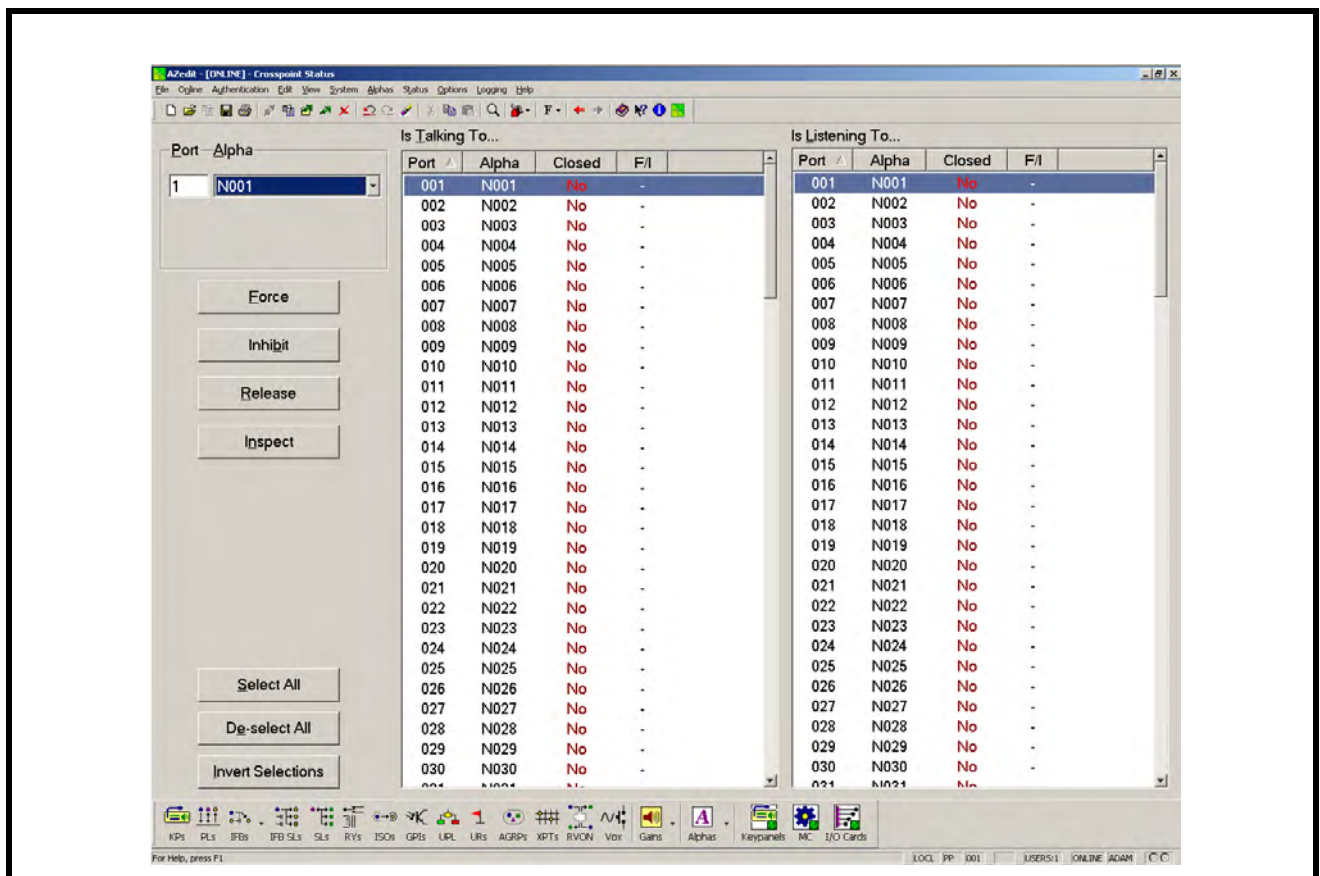 AZedit - [ONLINE] - Crosspoint Status
File Online Authentication Edit View System Alphas Status Options Logging Help
Port Alpha
1 N001
Force
Inhibit
Release
Inspect
Select All
De-select All
Invert Selections
Is Talking To...
Port Alpha Closed F/I
001 N001 No -
002 N002 No -
003 N003 No -
004 N004 No -
005 N005 No -
006 N006 No -
007 N007 No -
008 N008 No -
009 N009 No -
010 N010 No -
011 N011 No -
012 N012 No -
013 N013 No -
014 N014 No -
015 N015 No -
016 N016 No -
017 N017 No -
018 N018 No -
019 N019 No -
020 N020 No -
021 N021 No -
022 N022 No -
023 N023 No -
024 N024 No -
025 N025 No -
026 N026 No -
027 N027 No -
028 N028 No -
029 N029 No -
030 N030 No -
Is Listening To...
Port Alpha Closed F/I
001 N001 No -
002 N002 No -
003 N003 No -
004 N004 No -
005 N005 No -
006 N006 No -
007 N007 No -
008 N008 No -
009 N009 No -
010 N010 No -
011 N011 No -
012 N012 No -
013 N013 No -
014 N014 No -
015 N015 No -
016 N016 No -
017 N017 No -
018 N018 No -
019 N019 No -
020 N020 No -
021 N021 No -
022 N022 No -
023 N023 No -
024 N024 No -
025 N025 No -
026 N026 No -
027 N027 No -
028 N028 No -
029 N029 No -
030 N030 No -
031 N031 No
KPs PLs IFBs IFB SLs SLs RYs ISOs GPIs UPL URs AGRPs XPTs RVON Vox Gains Alphas Keypanels MC I/O Cards
For Help, press F1
LOCL PP 001 USERS:1 ONLINE ADAM